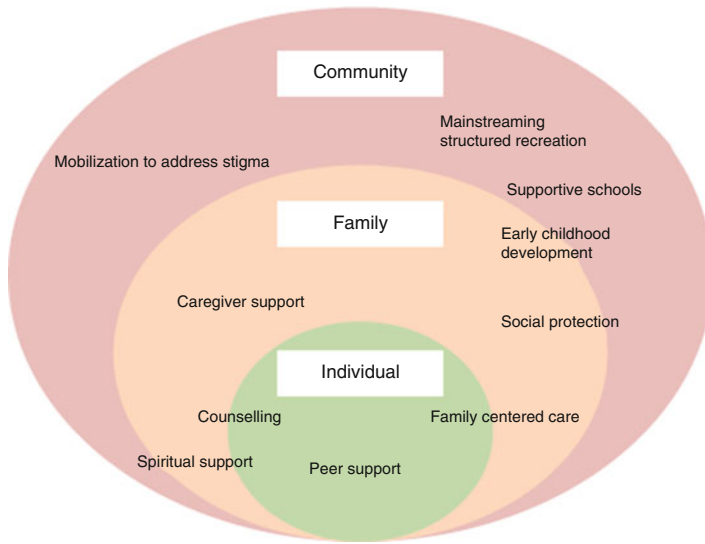 Community
Mainstreaming
structured recreation
Mobilization to address stigma
Supportive schools
Family
Early childhood
development
Caregiver support
Social protection
Individual
Counselling
Family centered care
Spiritual support
Peer support